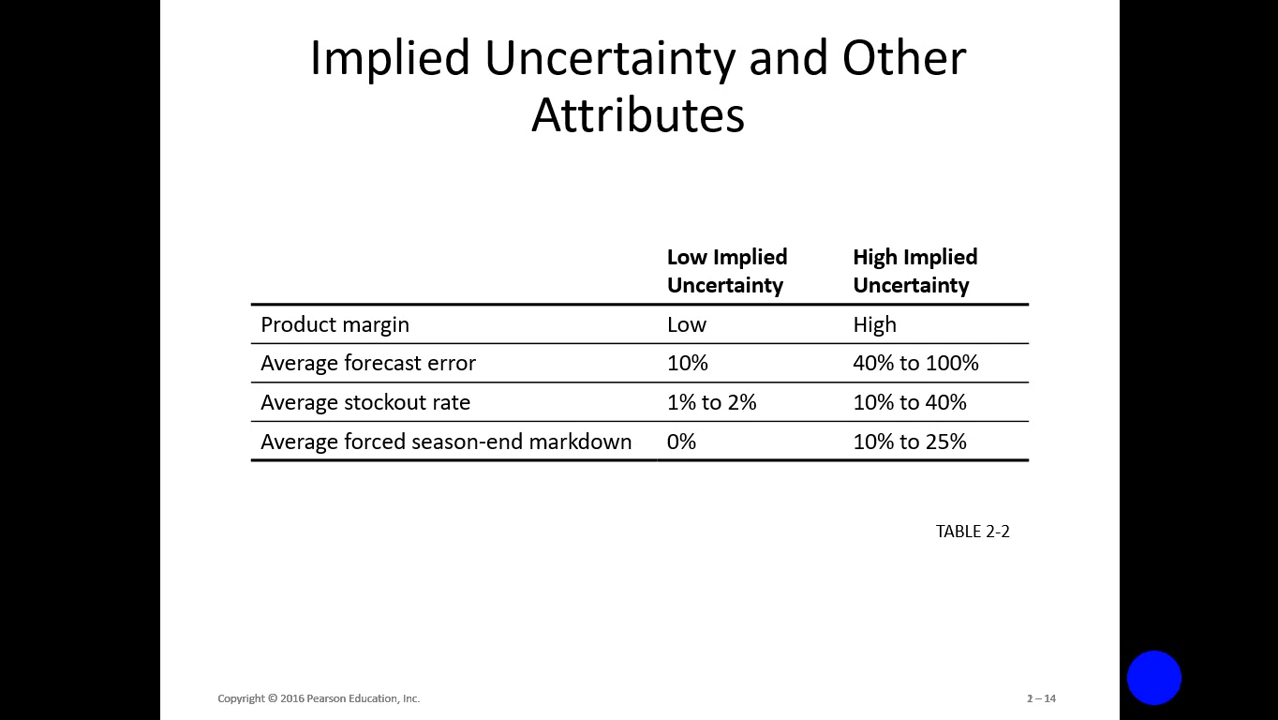 Implied Uncertainty and Other
Attributes
Low Implied Uncertainty High Implied Uncertainty
Product margin Low High
Average forecast error 10% 40% to 100%
Average stockout rate 1% to 2% 10% to 40%
Average forced season-end markdown 0% 10% to 25%
TABLE 2-2
Copyright © 2016 Pearson Education, Inc. 2 – 14